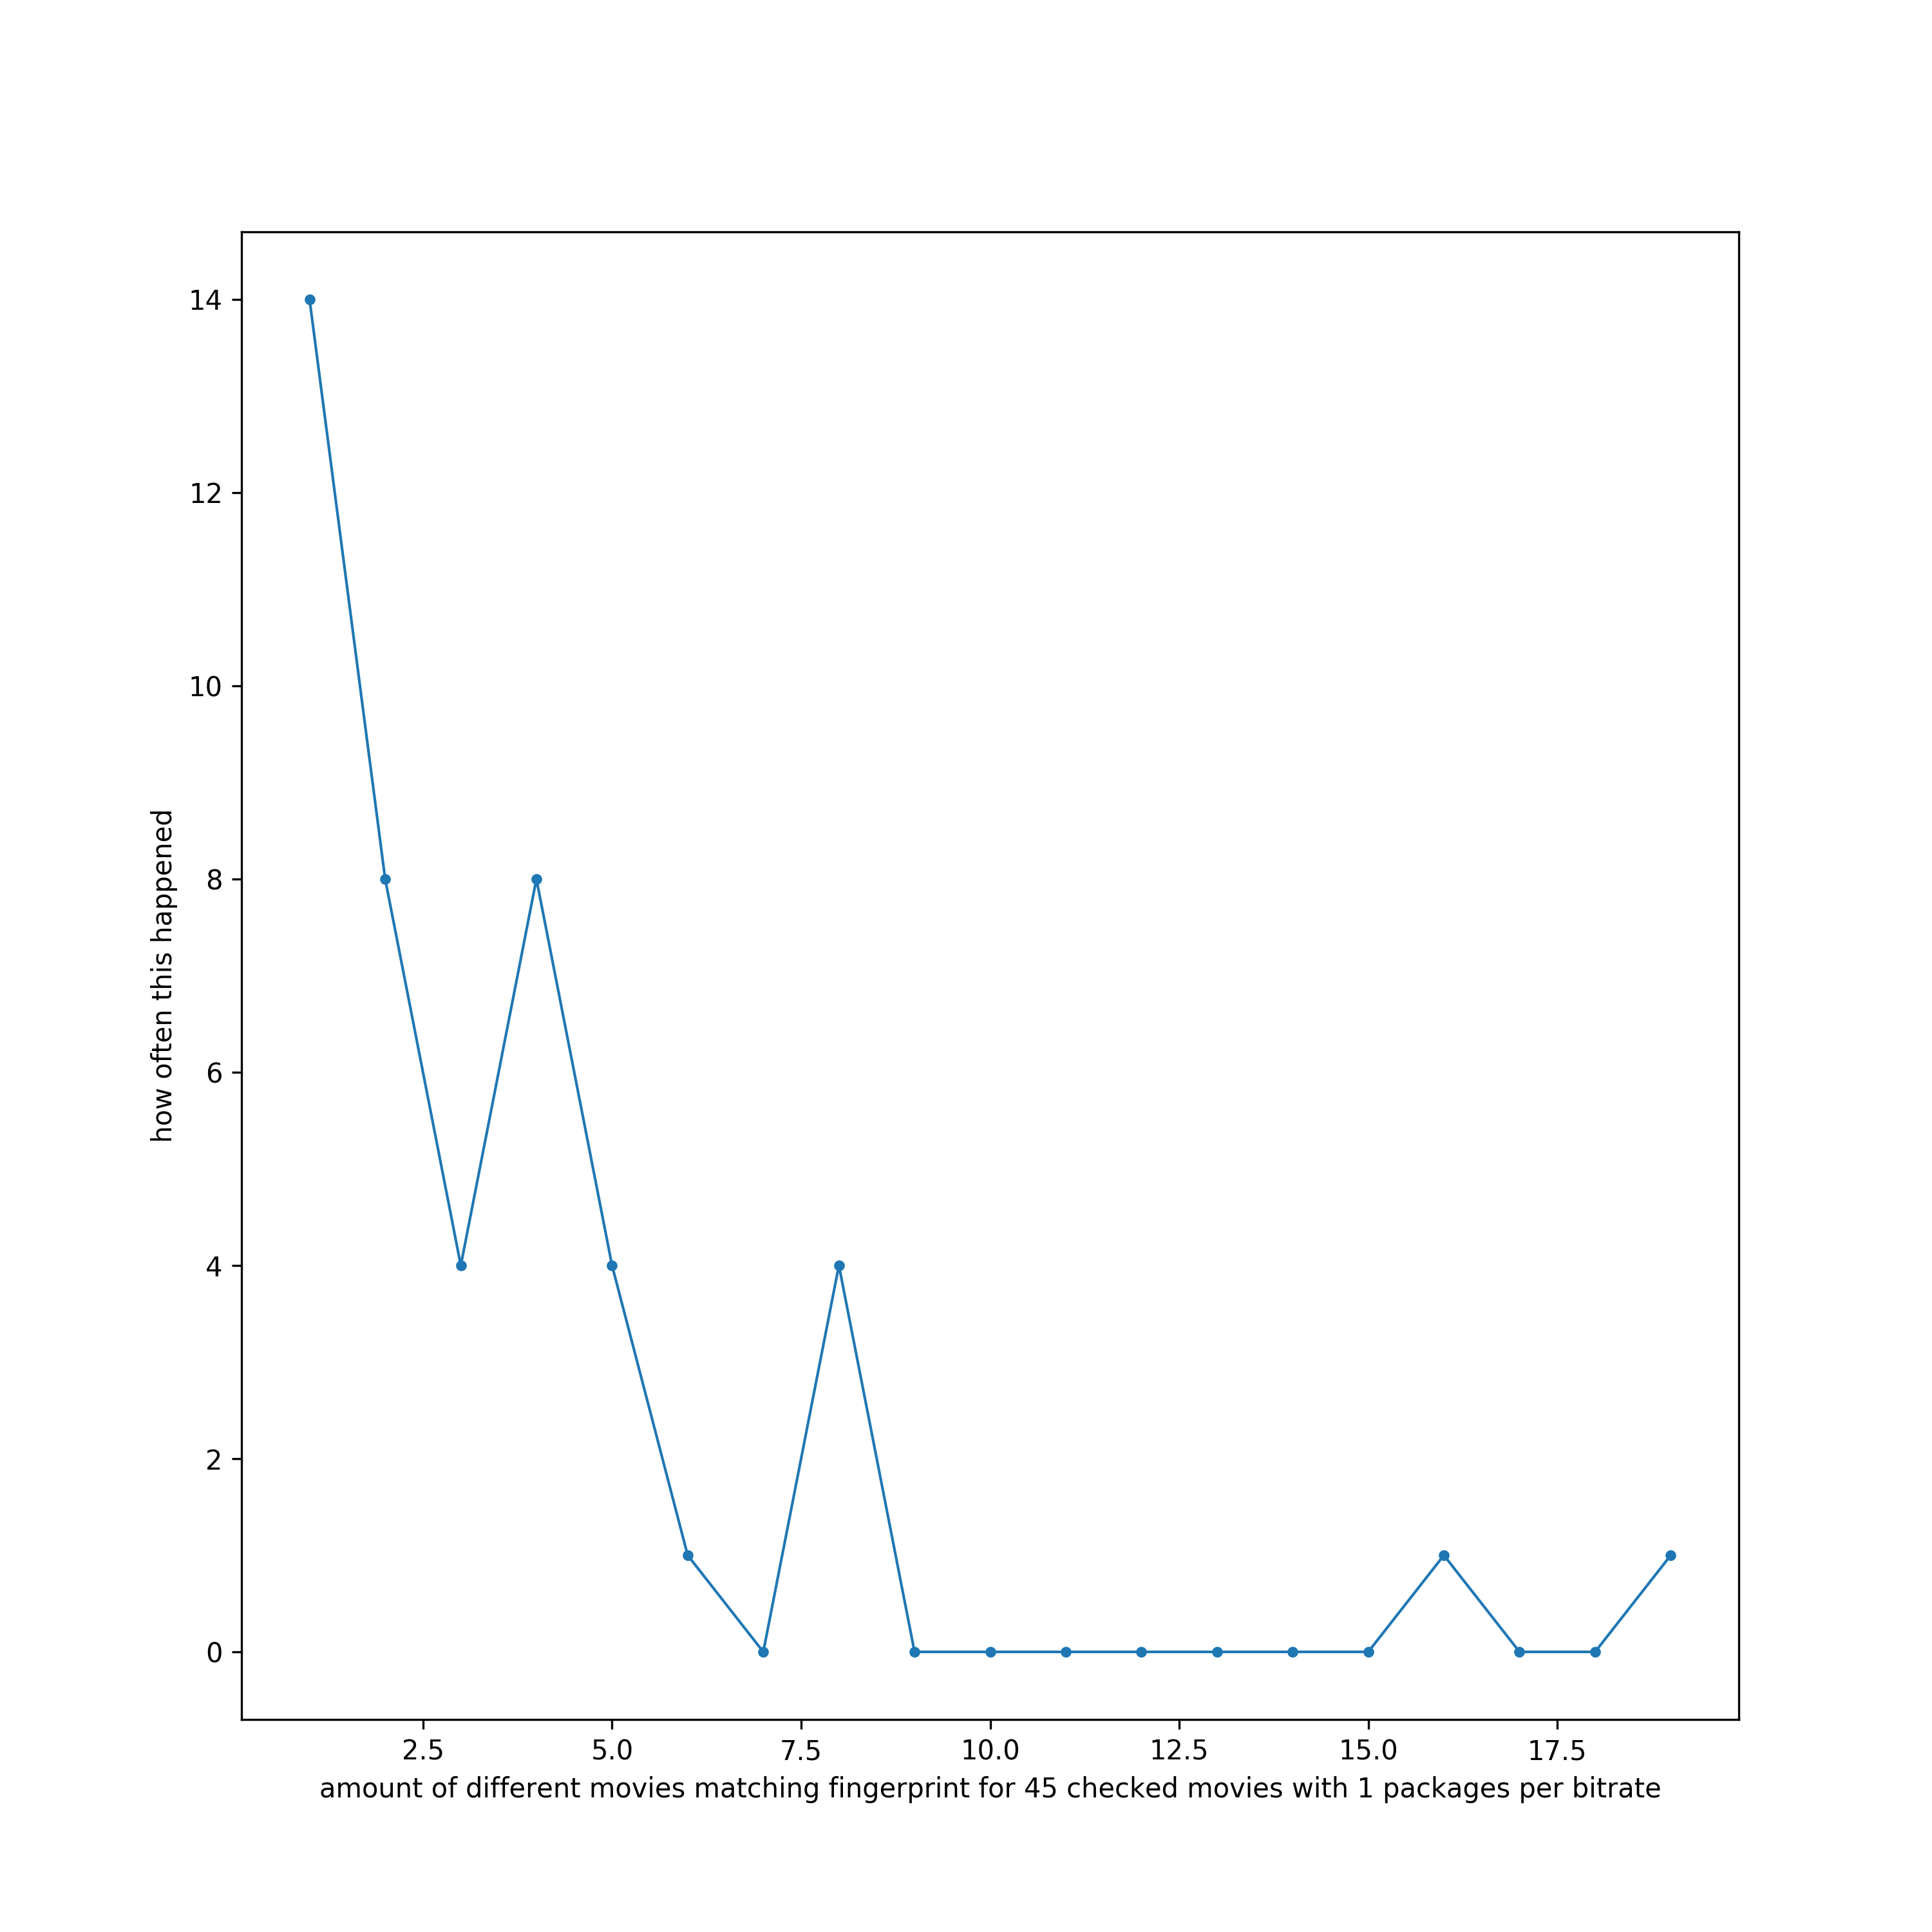 14
12
10
8
6
4
2
0
how often this happened
2.5 5.0 7.5 10.0 12.5 15.0 17.5
amount of different movies matching fingerprint for 45 checked movies with 1 packages per bitrate